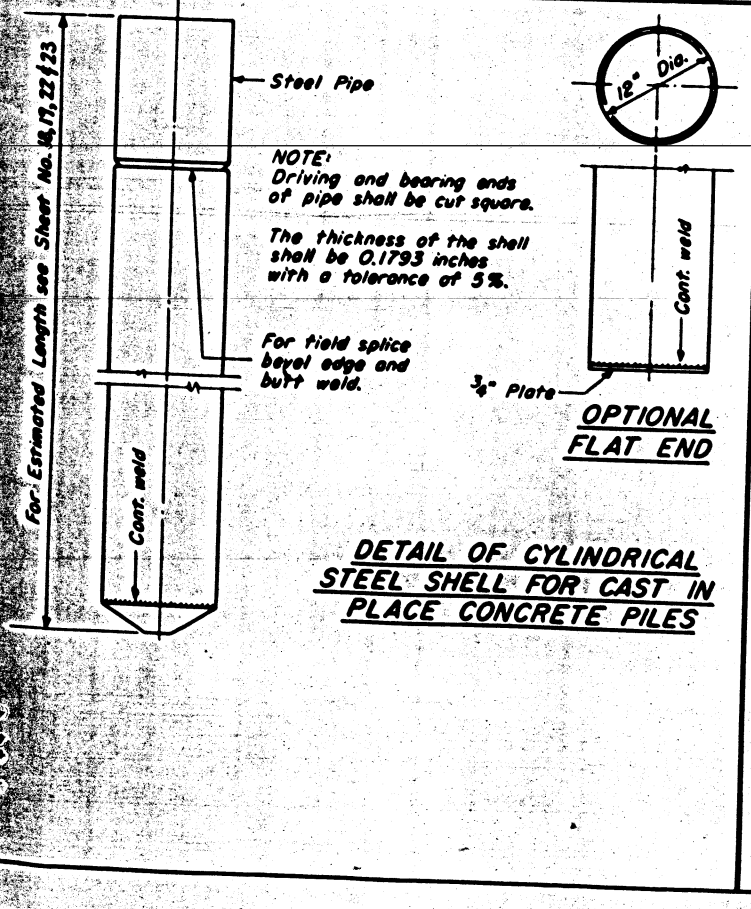 For Estimated Length see Sheet No. 18, 19, 22 & 23
Steel Pipe
NOTE:
Driving and bearing ends
of pipe shall be cut square.
The thickness of the shell
shall be 0.1793 inches
with a tolerance of 5%.
For field splice
bevel edge and
butt weld.
Cont. weld
12" Dia.
Cont. weld
3/4" Plate
OPTIONAL
FLAT END
DETAIL OF CYLINDRICAL
STEEL SHELL FOR CAST IN
PLACE CONCRETE PILES